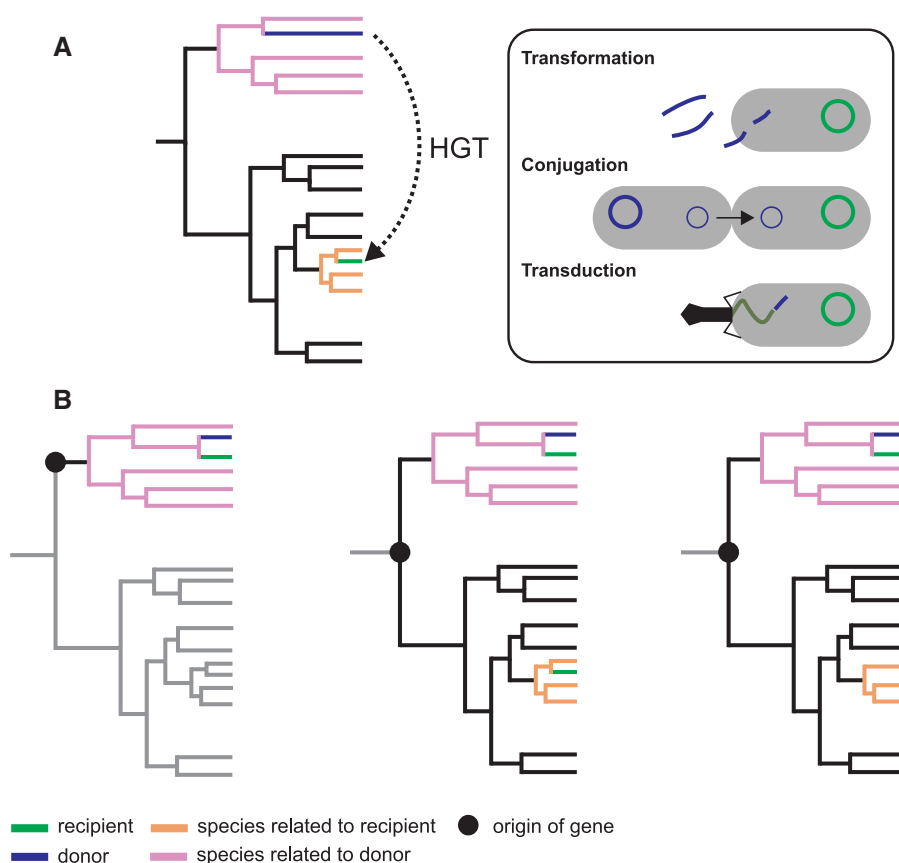 A
HGT
Transformation
Conjugation
Transduction
B
recipient
species related to recipient
origin of gene
donor
species related to donor